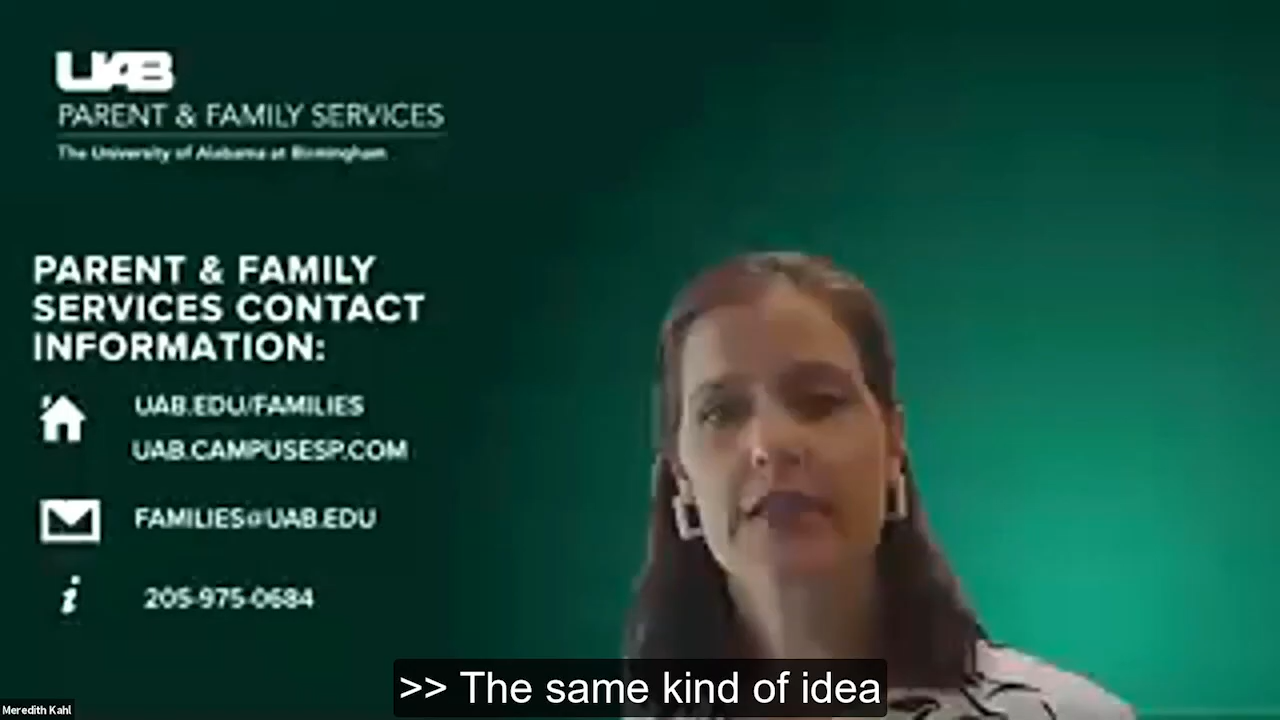 UAB
PARENT & FAMILY SERVICES
The University of Alabama at Birmingham
PARENT & FAMILY
SERVICES CONTACT
INFORMATION:
UAB.EDU/FAMILIES
UAB.CAMPUSESP.COM
FAMILIES@UAB.EDU
i 205-975-0684
>> The same kind of idea
Meredith Kahl